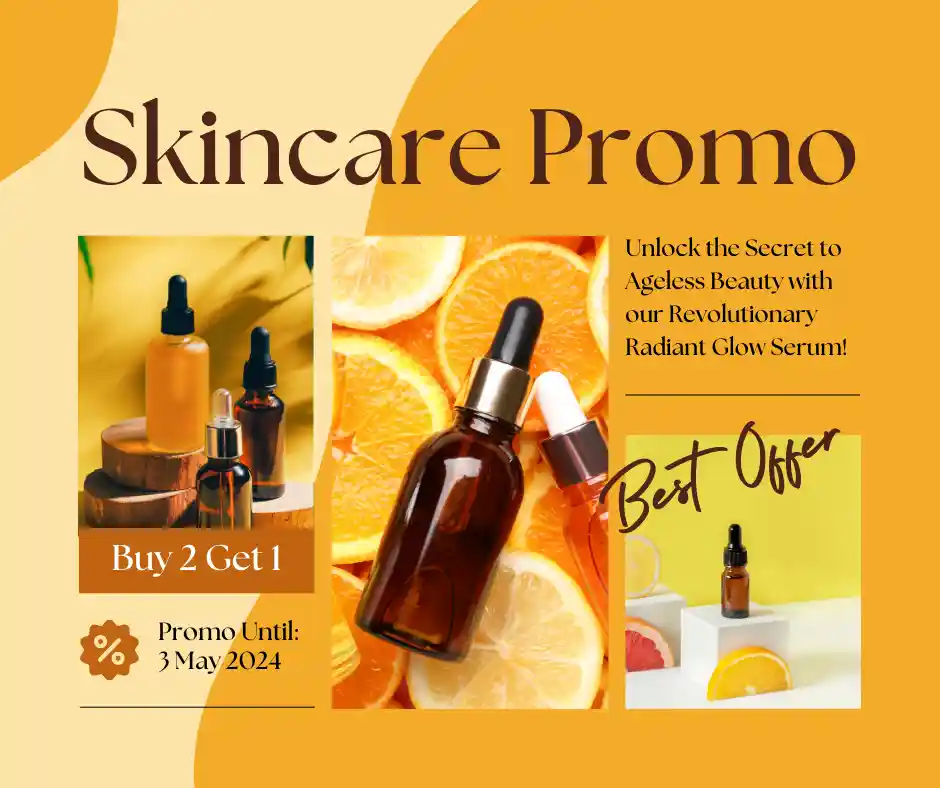 Skincare Promo
Unlock the Secret to
Ageless Beauty with
our Revolutionary
Radiant Glow Serum!
Best Offer
Buy 2 Get 1
%
Promo Until:
3 May 2024